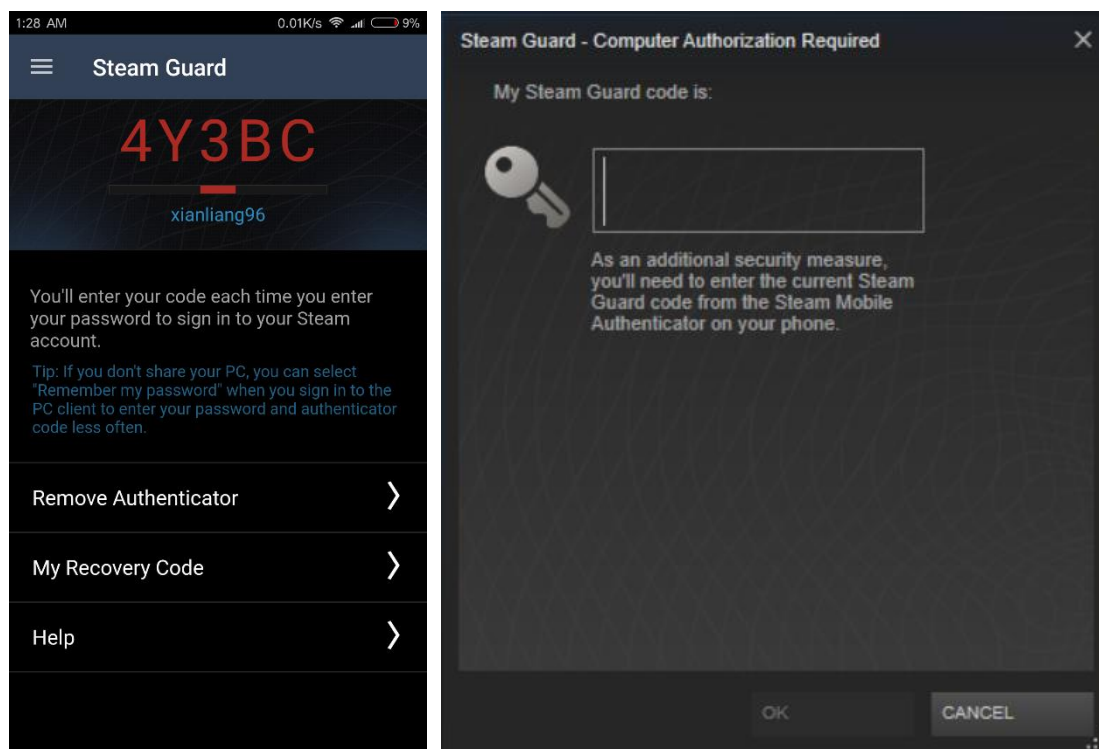 1:28 AM 0.01K/s 9%
Steam Guard
4Y3BC
xianliang96
You'll enter your code each time you enter
your password to sign in to your Steam
account.
Tip: If you don't share your PC, you can select
"Remember my password" when you sign in to the
PC client to enter your password and authenticator
code less often.
Remove Authenticator
My Recovery Code
Help
Steam Guard - Computer Authorization Required
My Steam Guard code is:
As an additional security measure,
you'll need to enter the current Steam
Guard code from the Steam Mobile
Authenticator on your phone.
OK CANCEL